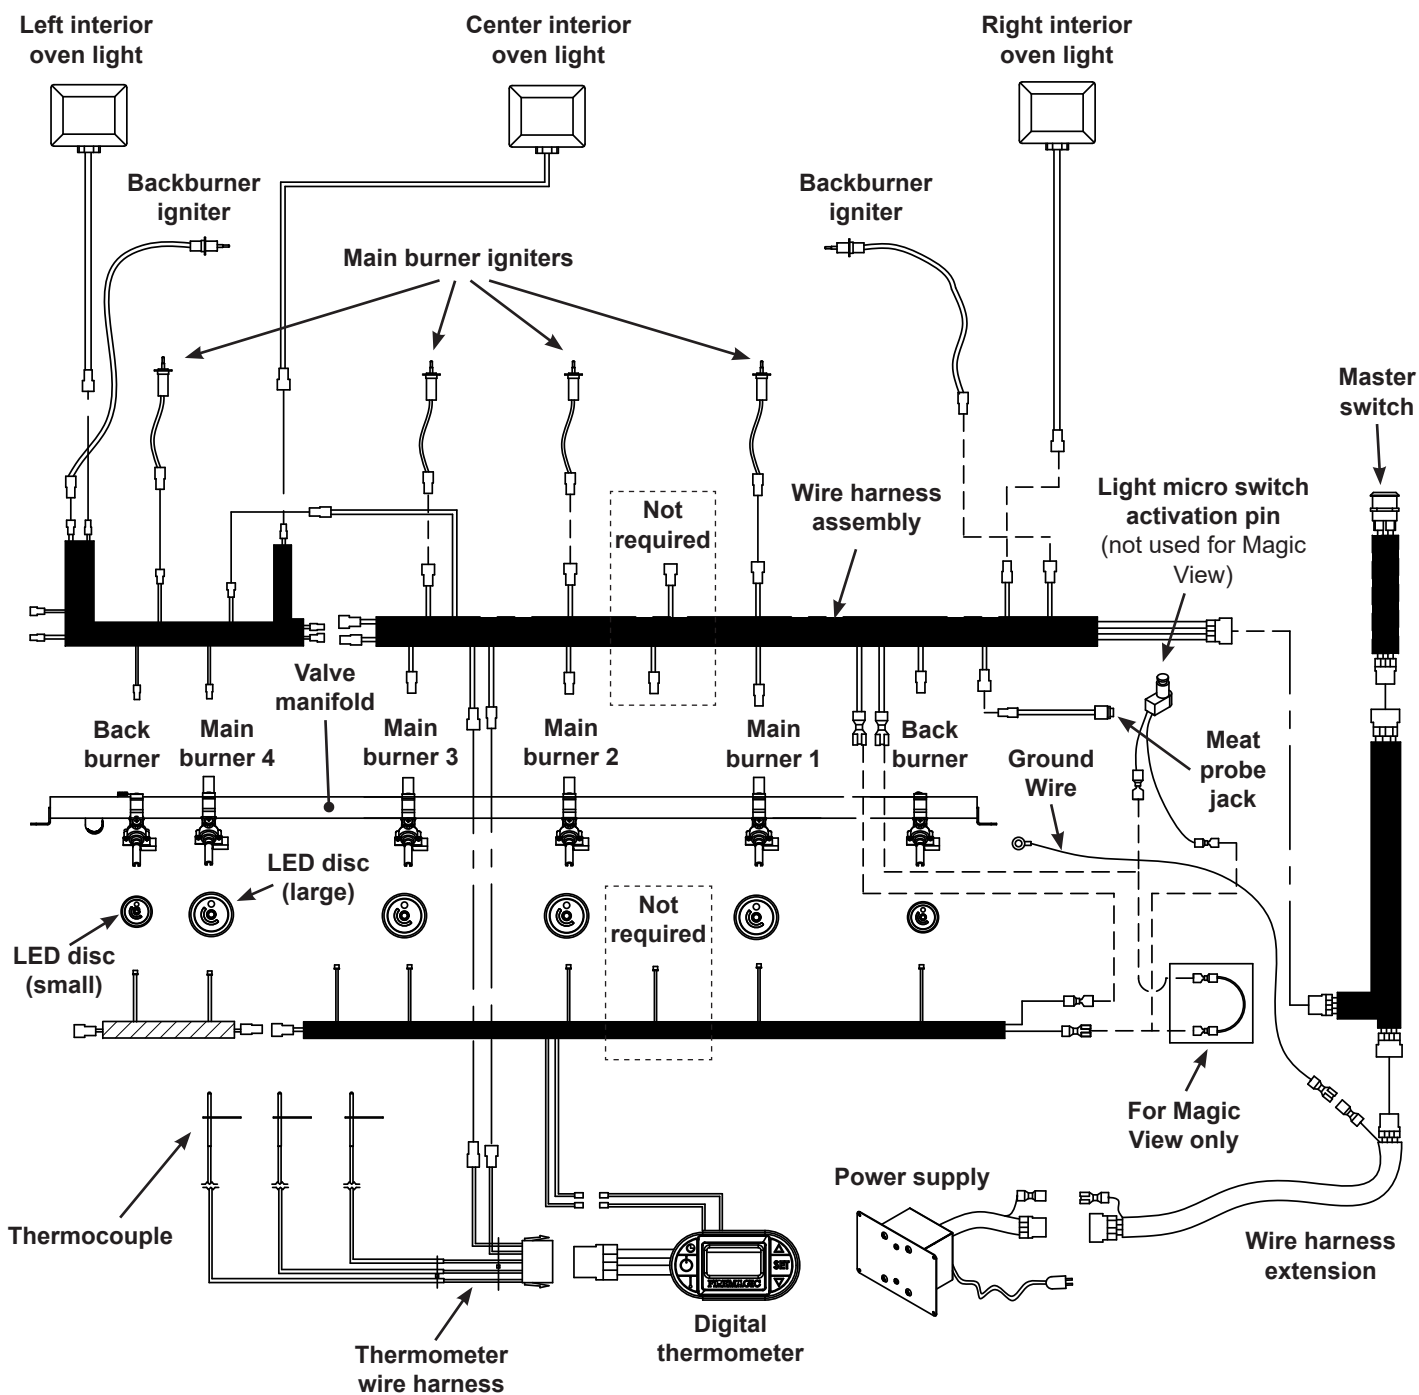 Left interior
oven light
Center interior
oven light
Right interior
oven light
Backburner
igniter
Backburner
igniter
Main burner igniters
Master
switch
Light micro switch
activation pin
(not used for Magic
View)
Wire harness
assembly
Not
required
Valve
manifold
Back
burner
Main
burner 4
Main
burner 3
Main
burner 2
Main
burner 1
Back
burner
Meat
probe
jack
Ground
Wire
LED disc
(large)
LED disc
(small)
Not
required
For Magic
View only
Power supply
Thermocouple
Wire harness
extension
SET
FIREMAGIC
Digital
thermometer
Thermometer
wire harness